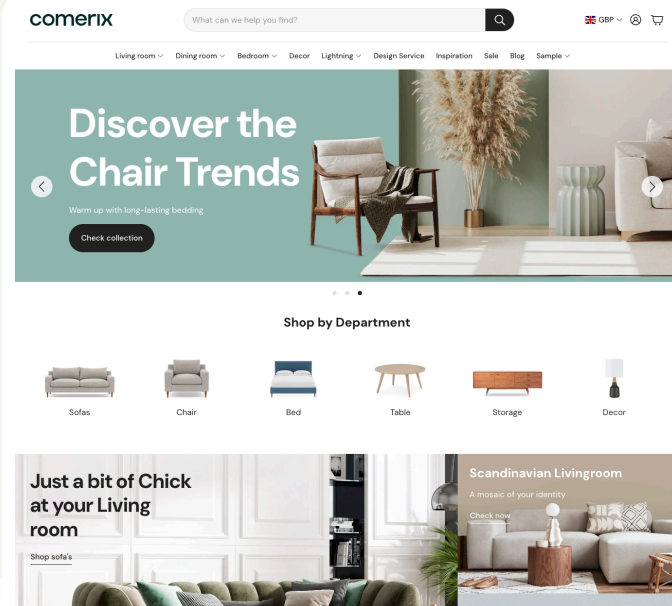 comerix
What can we help you find?
GBP
Living room
Dining room
Bedroom
Decor
Lightning
Design Service
Inspiration
Sale
Blog
Sample
Discover the
Chair Trends
Warm up with long-lasting bedding
Check collection
Shop by Department
Sofas
Chair
Bed
Table
Storage
Decor
Just a bit of Chick
at your Living
room
Shop sofa's
Scandinavian Livingroom
A mosaic of your identity
Check now